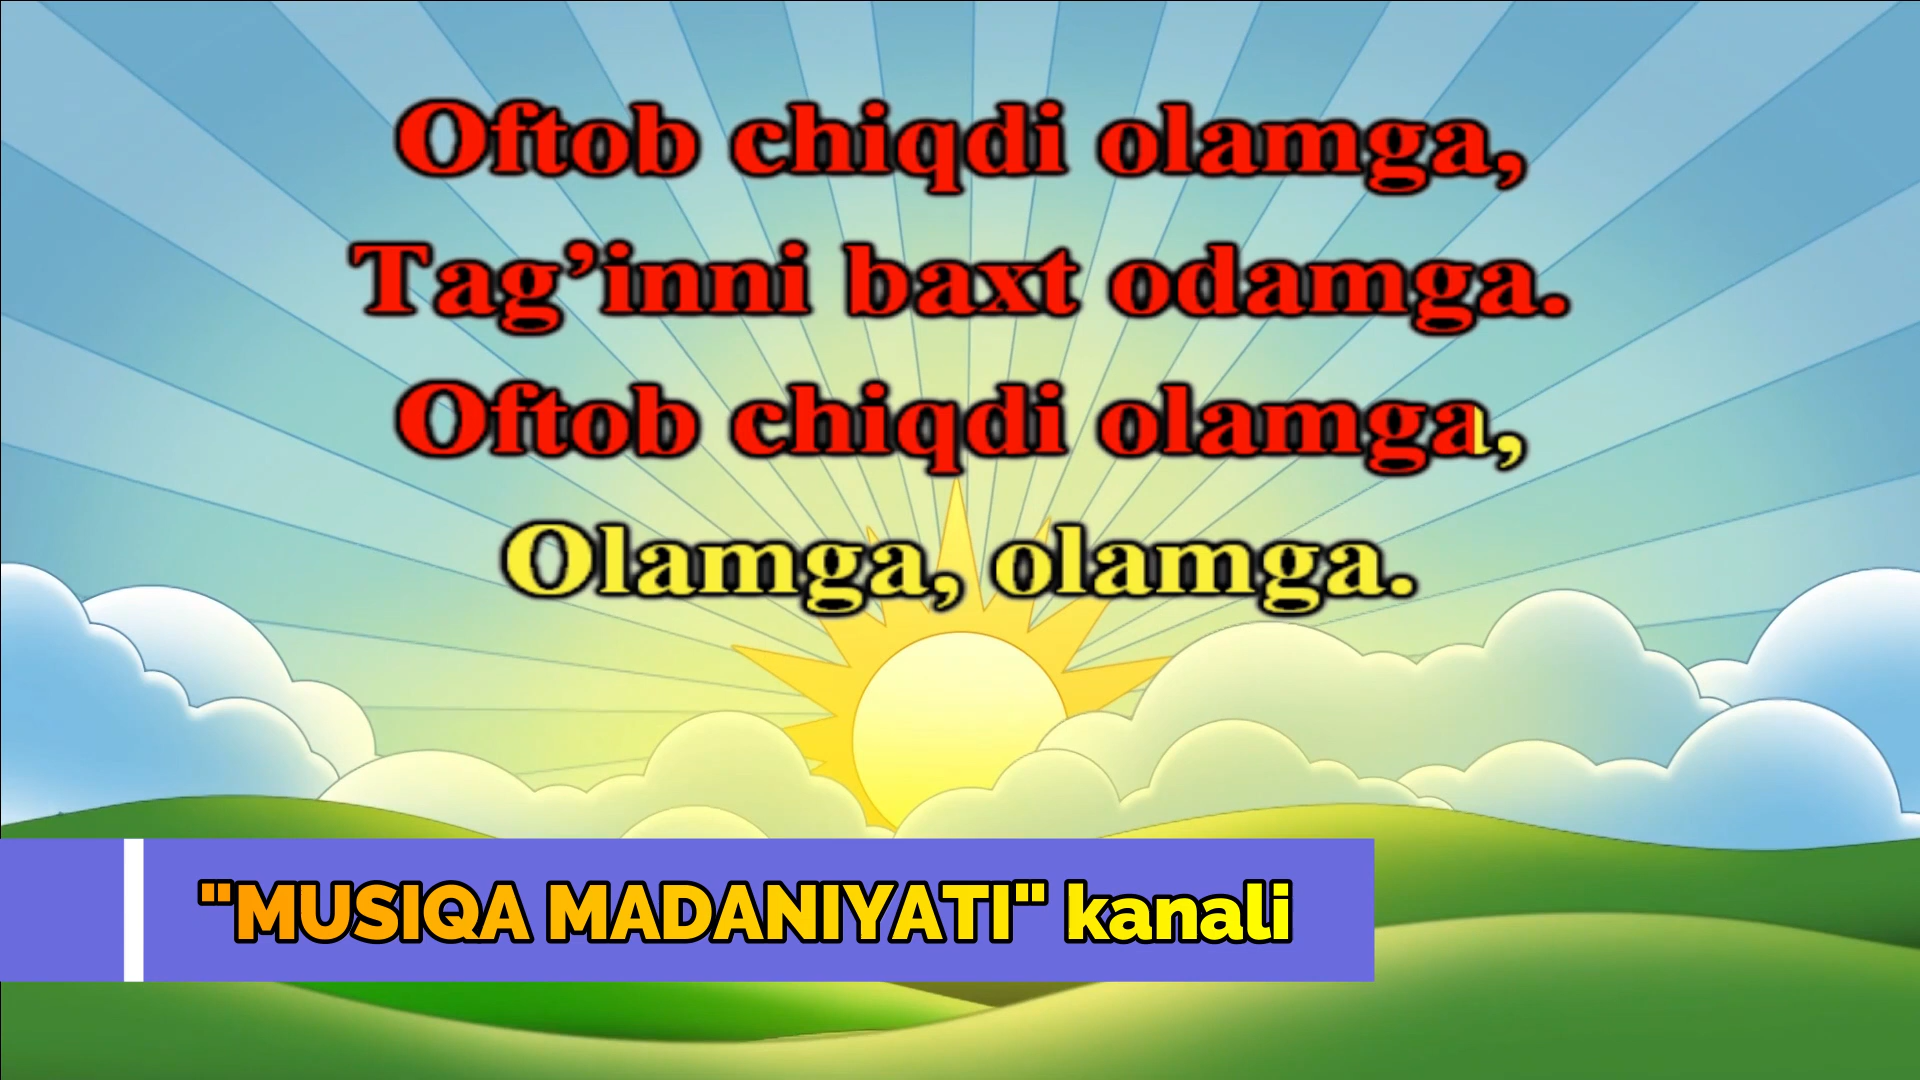 Oftob chiqdi olamga,
Tag’inni baxt odamga.
Oftob chiqdi olamga,
Olamga, olamga.
"MUSIQA MADANIYATI" kanali